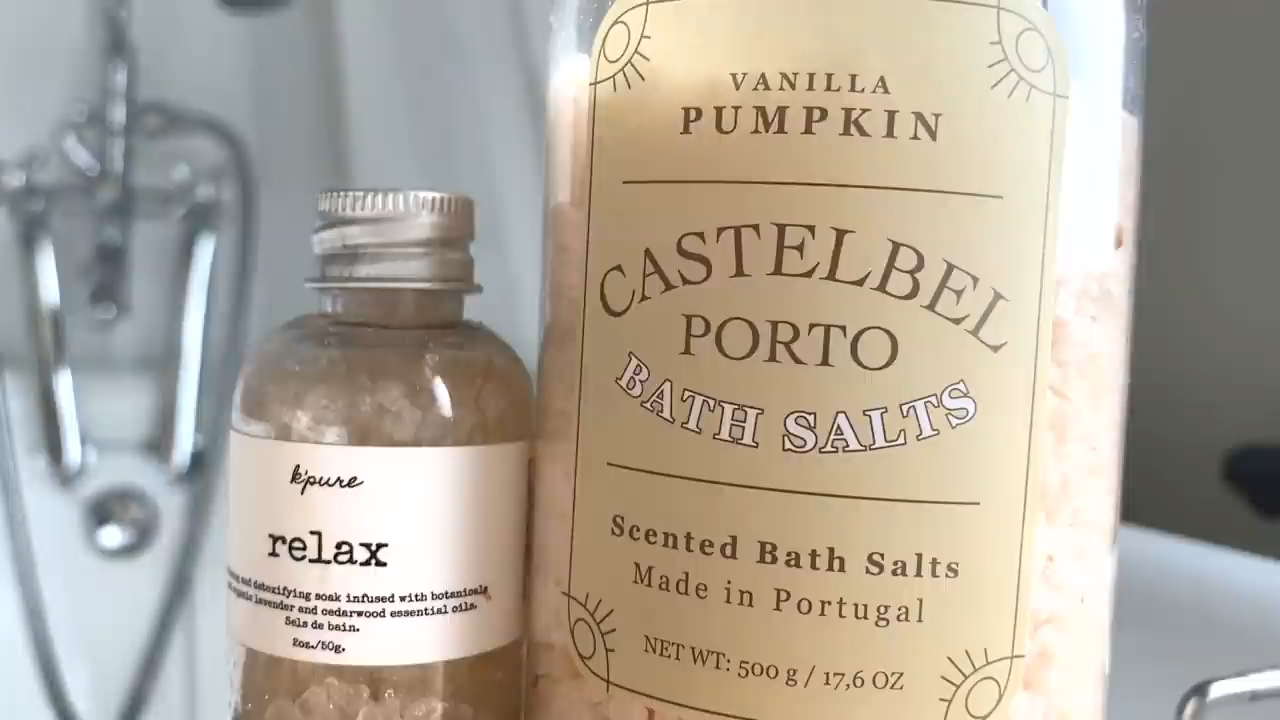 k'pure
relax
and detoxifying soak infused with botanicals
lavender and cedarwood essential oils.
Sels de bain.
2oz./50g.
VANILLA
PUMPKIN
CASTELBEL
PORTO
BATH SALTS
Scented Bath Salts
Made in Portugal
NET WT: 500 g / 17,6 OZ